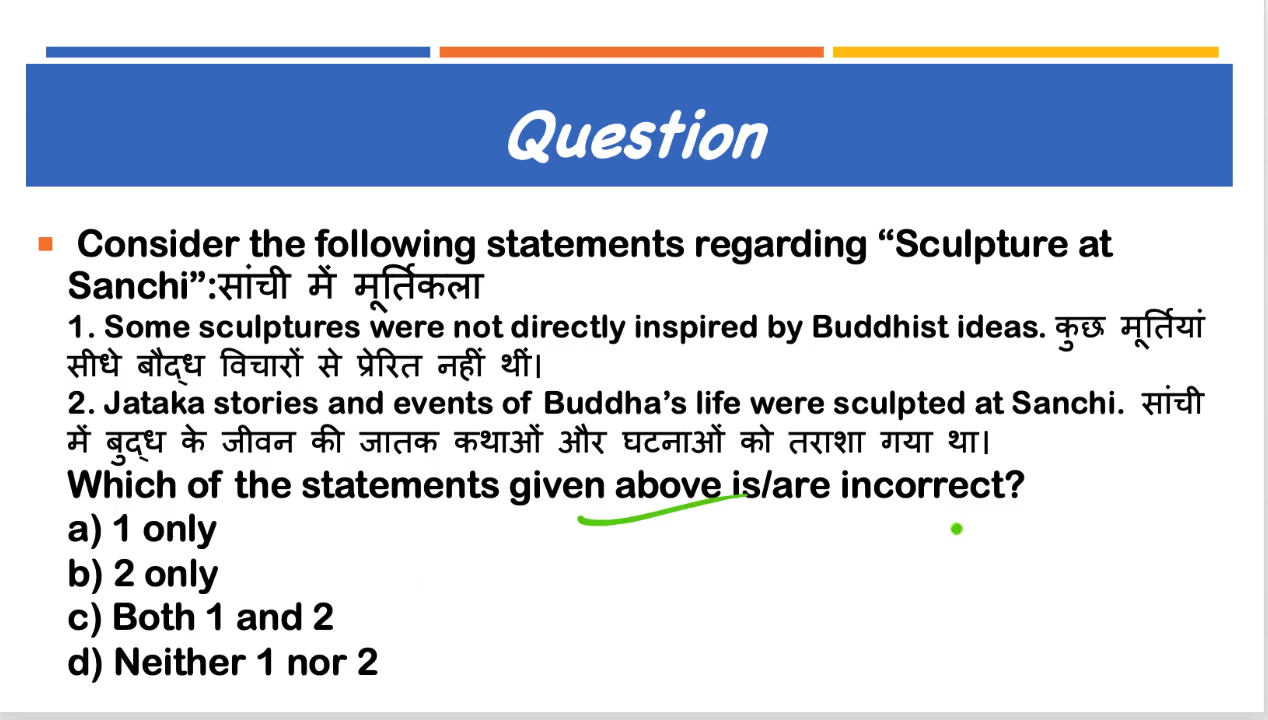 Question
Consider the following statements regarding “Sculpture at
Sanchi”:सांची में मूर्तिकला
1. Some sculptures were not directly inspired by Buddhist ideas. कुछ मूर्तियां
सीधे बौद्ध विचारों से प्रेरित नहीं थीं।
2. Jataka stories and events of Buddha’s life were sculpted at Sanchi. सांची
में बुद्ध के जीवन की जातक कथाओं और घटनाओं को तराशा गया था।
Which of the statements given above is/are incorrect?
a) 1 only
b) 2 only
c) Both 1 and 2
d) Neither 1 nor 2